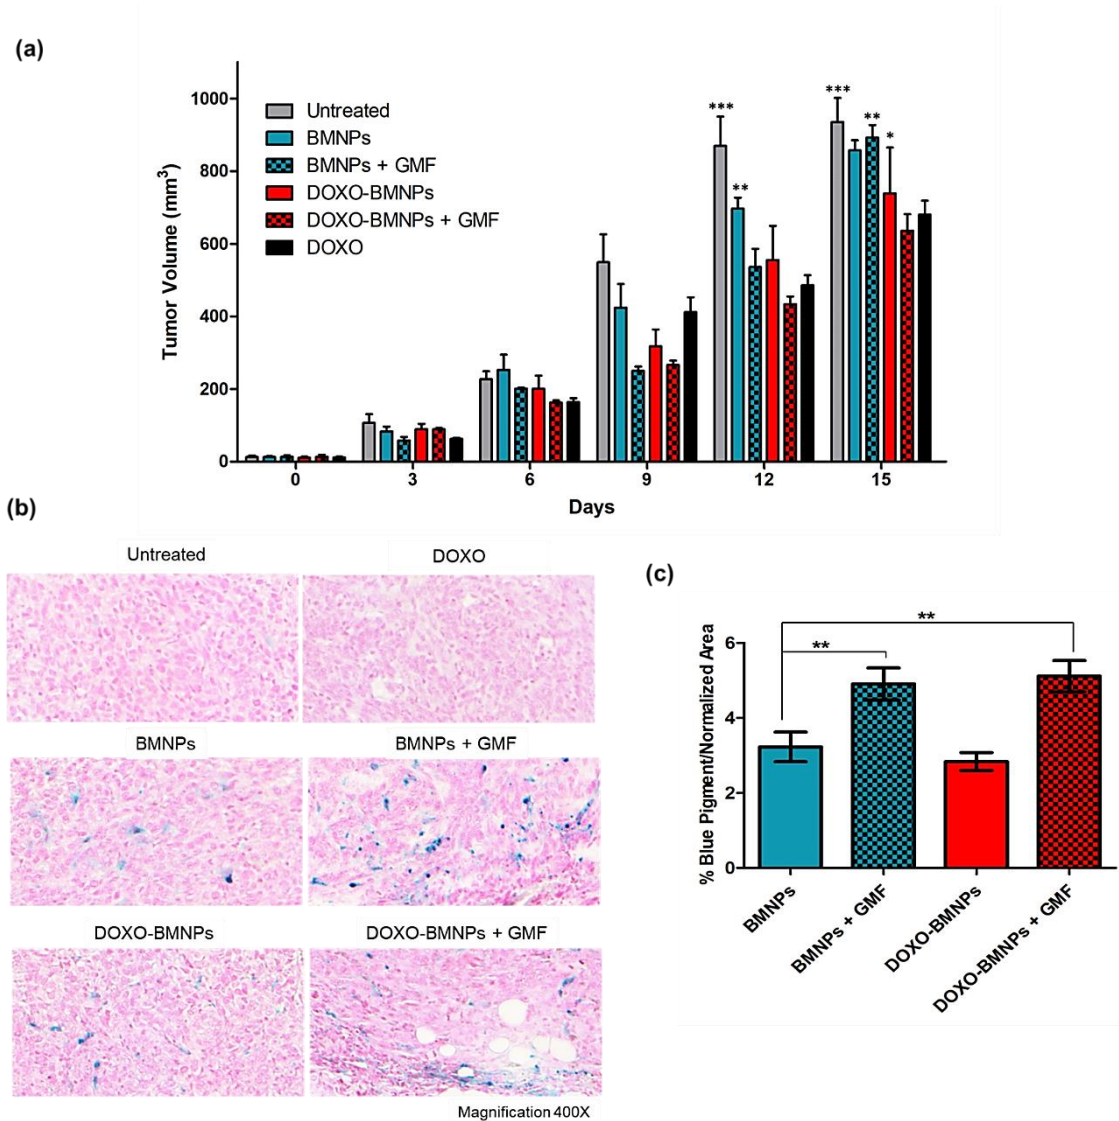 (a)
Tumor Volume (mm³)
1000
800
600
400
200
0
Untreated
BMNPs
BMNPs + GMF
DOXO-BMNPs
DOXO-BMNPs + GMF
DOXO
***
**
***
**
*
0 3 6 9 12 15
Days
(b)
Untreated DOXO
BMNPs BMNPs + GMF
DOXO-BMNPs DOXO-BMNPs + GMF
Magnification 400X
(c)
% Blue Pigment/Normalized Area
6
4
2
0
**
**
BMNPs
BMNPs + GMF
DOXO-BMNPs
DOXO-BMNPs + GMF